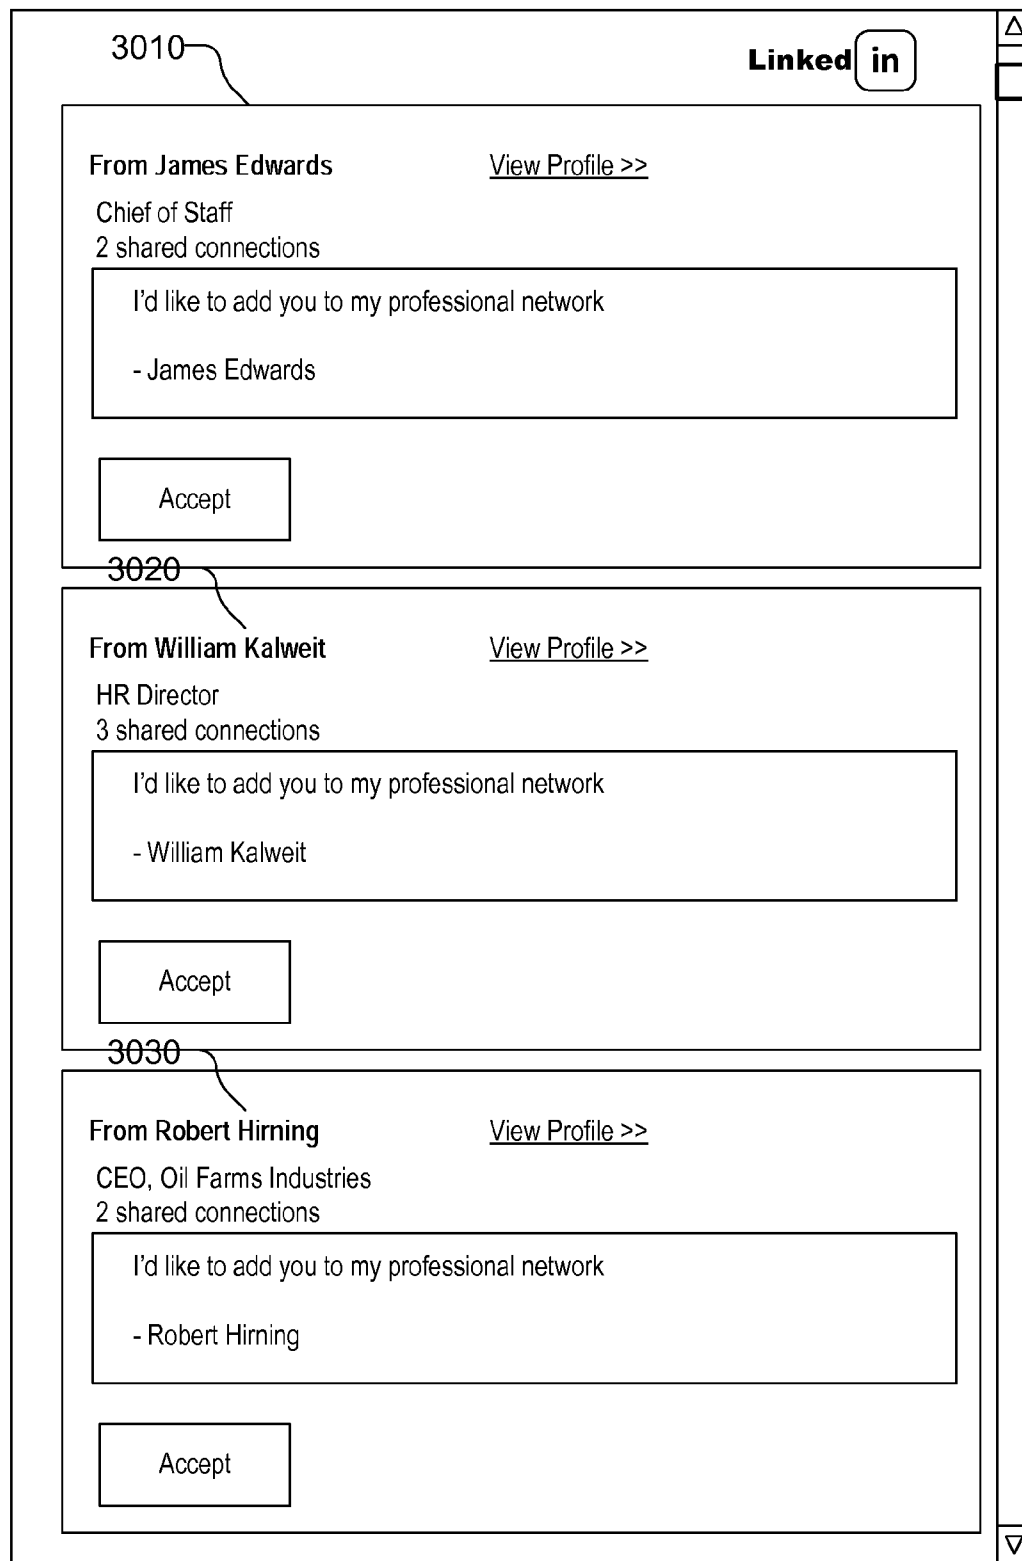 3010
Linked in
From James Edwards View Profile >>
Chief of Staff
2 shared connections
I'd like to add you to my professional network
- James Edwards
Accept
3020
From William Kalweit View Profile >>
HR Director
3 shared connections
I'd like to add you to my professional network
- William Kalweit
Accept
3030
From Robert Hirning View Profile >>
CEO, Oil Farms Industries
2 shared connections
I'd like to add you to my professional network
- Robert Hirning
Accept